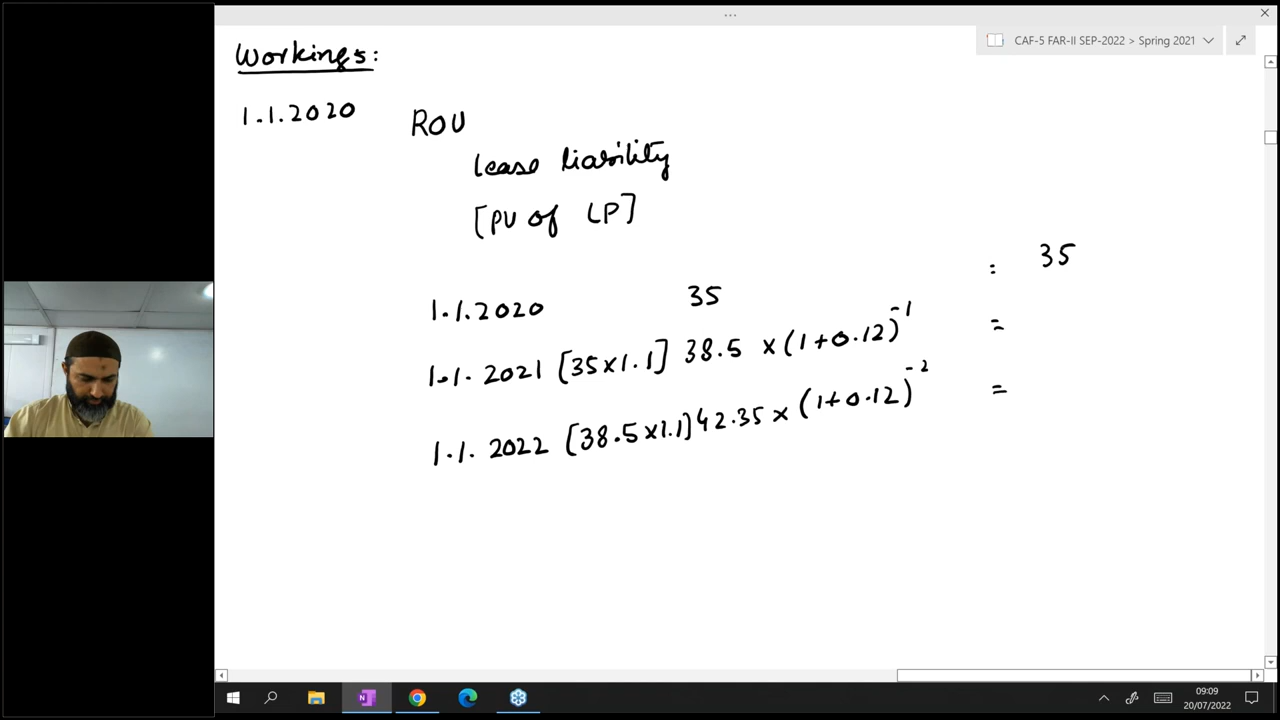 CAF-5 FAR-II SEP-2022 > Spring 2021
Workings:
1.1.2020 ROU
lease liability
[PV of LP]
1.1.2020 35 : 35
1.1.2021 [35×1.1] 38.5 × (1+0.12)⁻¹ =
1.1.2022 [38.5×1.1] 42.35 × (1+0.12)⁻² =
09:09
20/07/2022